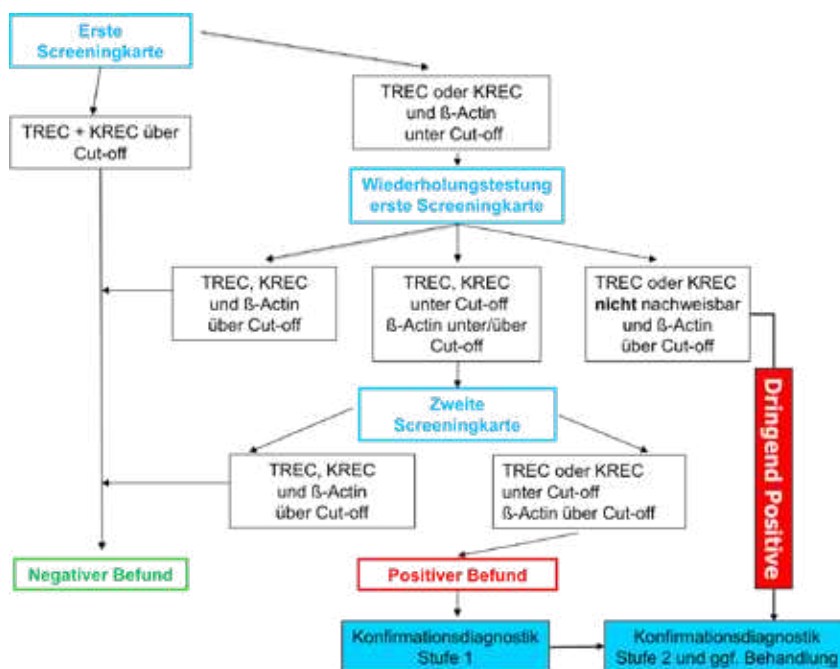 Erste
Screeningkarte
TREC oder KREC
und ß-Actin
unter Cut-off
TREC + KREC über
Cut-off
Wiederholungstestung
erste Screeningkarte
TREC, KREC
und ß-Actin
über Cut-off
TREC, KREC
unter Cut-off
ß-Actin unter/über
Cut-off
TREC oder KREC
nicht nachweisbar
und ß-Actin
über Cut-off
Dringend Positive
Zweite
Screeningkarte
TREC, KREC
und ß-Actin
über Cut-off
TREC oder KREC
unter Cut-off
ß-Actin über Cut-off
Negativer Befund
Positiver Befund
Konfirmationsdiagnostik
Stufe 1
Konfirmationsdiagnostik
Stufe 2 und ggf. Behandlung